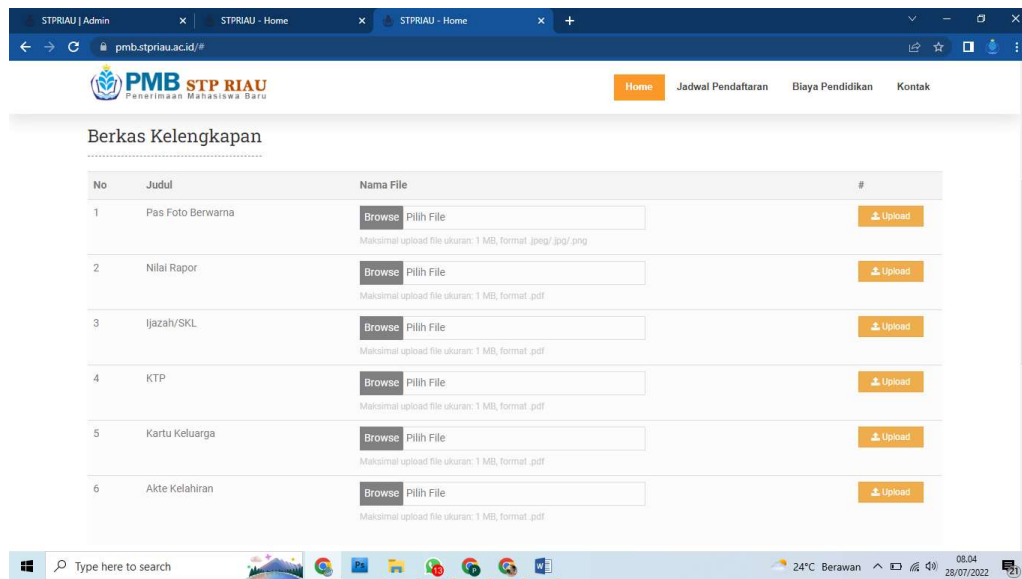 STPRIAU | Admin
STPRIAU - Home
STPRIAU - Home
pmb.stpriau.ac.id/#
PMB STP RIAU
Penerimaan Mahasiswa Baru
Home Jadwal Pendaftaran Biaya Pendidikan Kontak
Berkas Kelengkapan
No Judul Nama File #
1 Pas Foto Berwarna Browse Pilih File Upload
Maksimal upload file ukuran: 1 MB, format .jpeg/.jpg/.png
2 Nilai Rapor Browse Pilih File Upload
Maksimal upload file ukuran: 1 MB, format .pdf
3 Ijazah/SKL Browse Pilih File Upload
Maksimal upload file ukuran: 1 MB, format .pdf
4 KTP Browse Pilih File Upload
Maksimal upload file ukuran: 1 MB, format .pdf
5 Kartu Keluarga Browse Pilih File Upload
Maksimal upload file ukuran: 1 MB, format .pdf
6 Akte Kelahiran Browse Pilih File Upload
Maksimal upload file ukuran: 1 MB, format .pdf
Type here to search Ps 13 W 24°C Berawan 08.04
28/07/2022 21